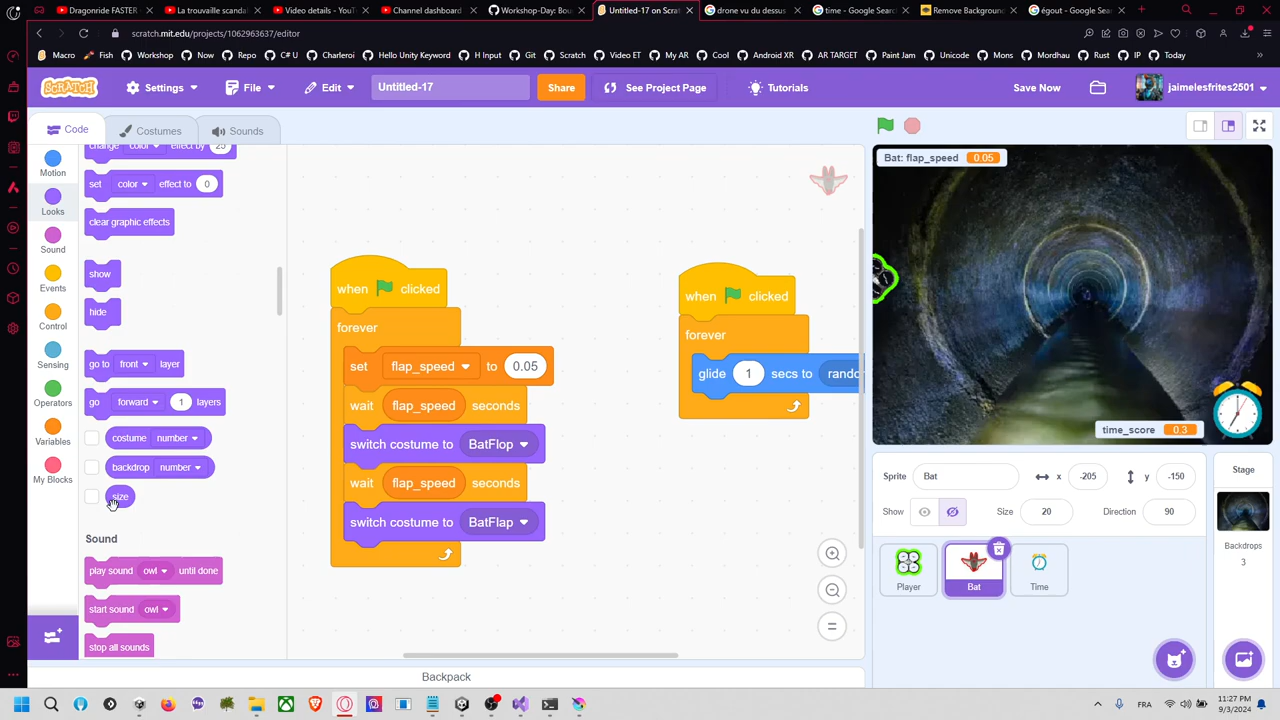 Dragonride FASTER
La trouvaille scandal
Video details - YouT
Channel dashboard
Workshop-Day: Bou
Untitled-17 on Scrat
drone vu du dessus
time - Google Searc
Remove Background
égout - Google Sea
scratch.mit.edu/projects/1062963637/editor
Macro
Fish
Workshop
Now
Repo
C# U
Charleroi
Hello Unity Keyword
H Input
Git
Scratch
Video ET
My AR
Cool
Android XR
AR TARGET
Paint Jam
Unicode
Mons
Mordhau
Rust
IP
Today
SCRATCH
Settings
File
Edit
Untitled-17
Share
See Project Page
Tutorials
Save Now
jaimelesfrites2501
Code
Costumes
Sounds
Motion
Looks
Sound
Events
Control
Sensing
Operators
Variables
My Blocks
change color effect by 25
set color effect to 0
clear graphic effects
show
hide
go to front layer
go forward 1 layers
costume number
backdrop number
size
Sound
play sound owl until done
start sound owl
stop all sounds
when clicked
forever
set flap_speed to 0.05
wait flap_speed seconds
switch costume to BatFlop
wait flap_speed seconds
switch costume to BatFlap
when clicked
forever
glide 1 secs to rando
Backpack
Bat: flap_speed 0.05
time_score 0.3
Sprite Bat x -205 y -150
Show Size 20 Direction 90
Player
Bat
Time
Stage
Backdrops
3
FRA
11:27 PM
9/3/2024